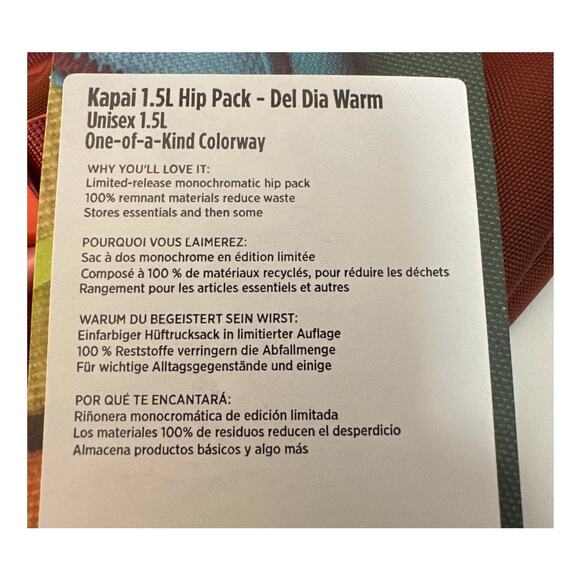 Kapai 1.5L Hip Pack - Del Dia Warm
Unisex 1.5L
One-of-a-Kind Colorway
WHY YOU'LL LOVE IT:
Limited-release monochromatic hip pack
100% remnant materials reduce waste
Stores essentials and then some
POURQUOI VOUS L'AIMEREZ:
Sac à dos monochrome en édition limitée
Composé à 100 % de matériaux recyclés, pour réduire les déchets
Rangement pour les articles essentiels et autres
WARUM DU BEGEISTERT SEIN WIRST:
Einfarbiger Hüftrucksack in limitierter Auflage
100 % Reststoffe verringern die Abfallmenge
Für wichtige Alltagsgegenstände und einige
POR QUÉ TE ENCANTARÁ:
Riñonera monocromática de edición limitada
Los materiales 100% de residuos reducen el desperdicio
Almacena productos básicos y algo más